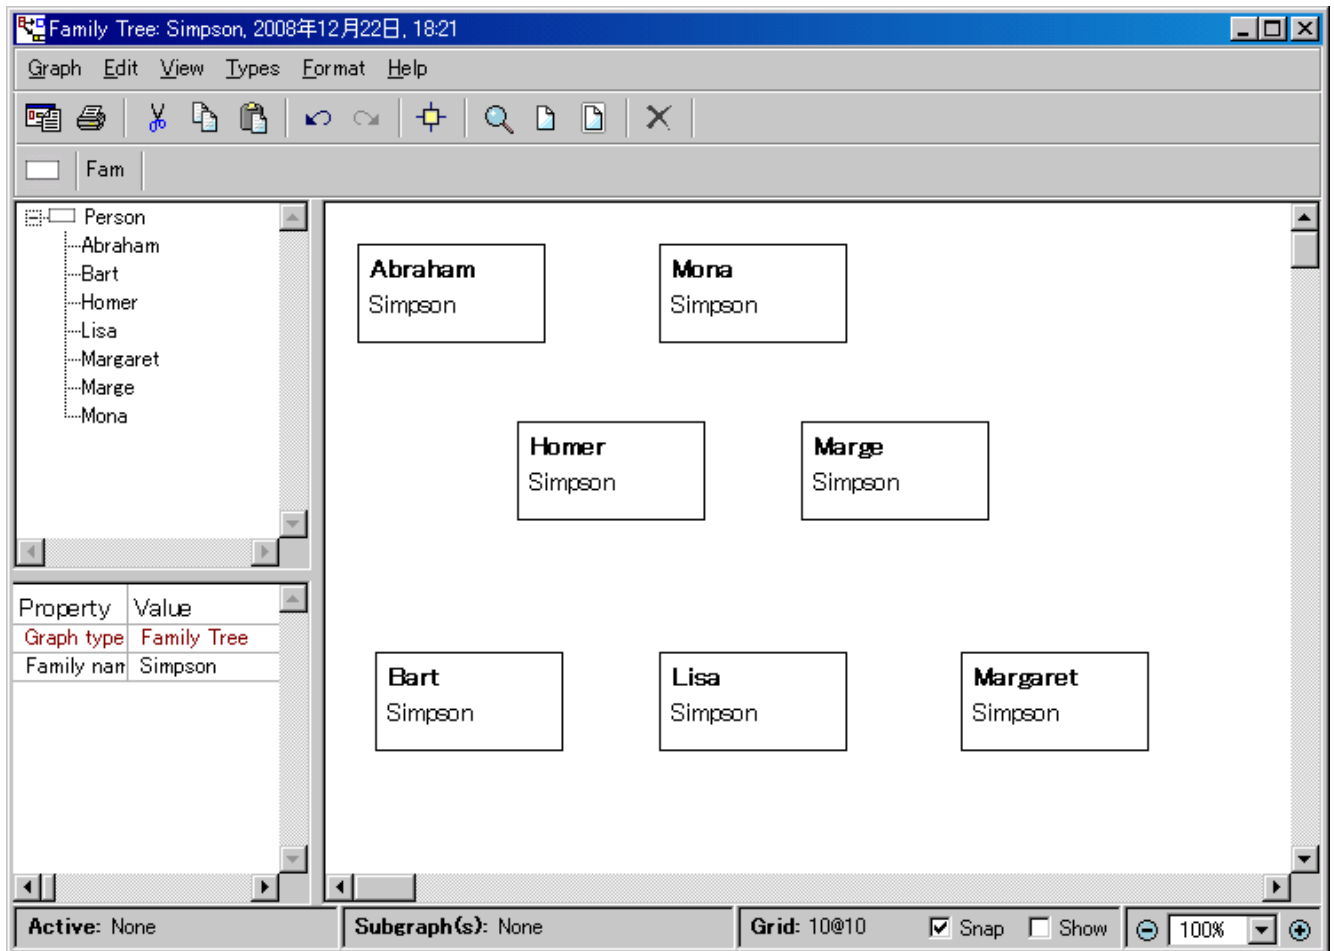 Family Tree: Simpson, 2008年12月22日, 18:21
Graph Edit View Types Format Help
Fam
Person
Abraham
Bart
Homer
Lisa
Margaret
Marge
Mona
Abraham
Simpson
Mona
Simpson
Homer
Simpson
Marge
Simpson
Bart
Simpson
Lisa
Simpson
Margaret
Simpson
Property Value
Graph type Family Tree
Family nam Simpson
Active: None Subgraph(s): None Grid: 10@10 Snap Show 100%